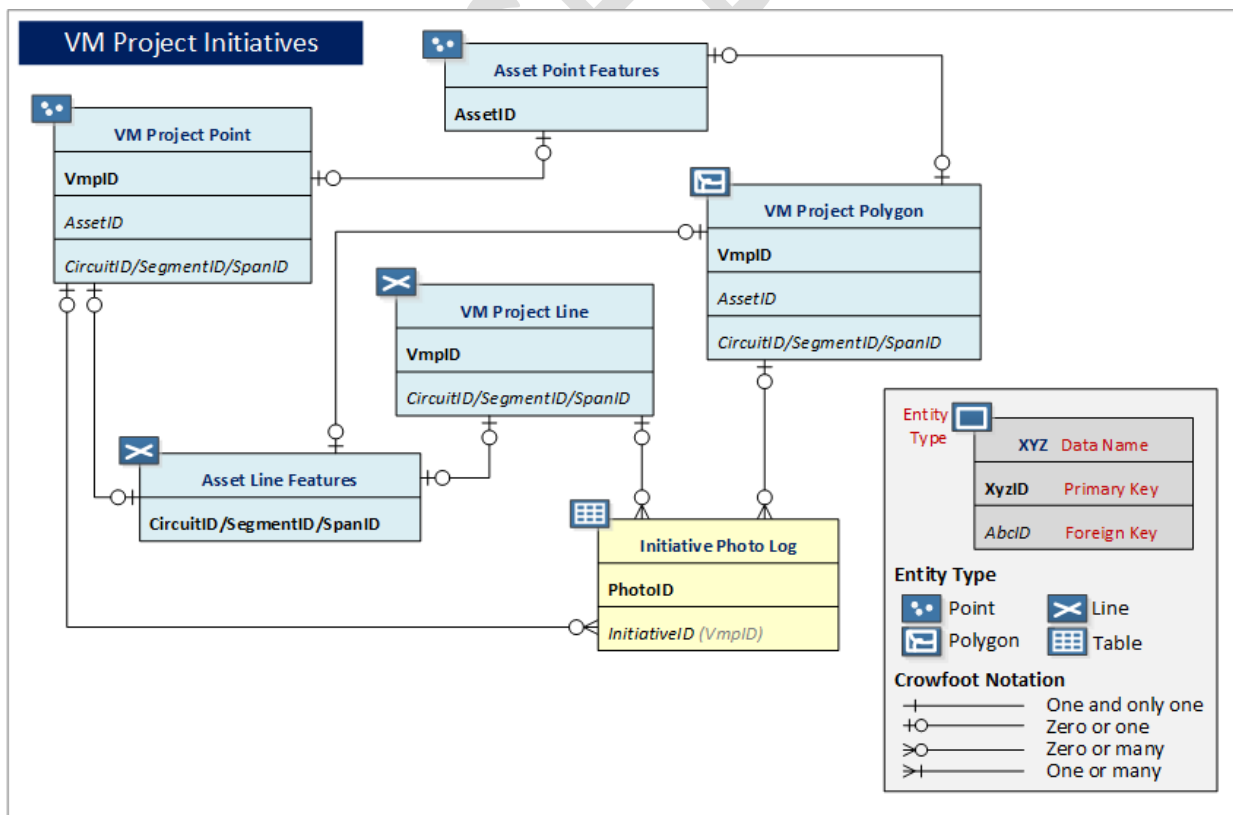 VM Project Initiatives
Asset Point Features
AssetID
VM Project Point
VmpID
AssetID
CircuitID/SegmentID/SpanID
VM Project Polygon
VmpID
AssetID
CircuitID/SegmentID/SpanID
VM Project Line
VmpID
CircuitID/SegmentID/SpanID
Asset Line Features
CircuitID/SegmentID/SpanID
Initiative Photo Log
PhotoID
InitiativeID (VmpID)
Entity
Type
XYZ Data Name
XyzID Primary Key
AbcID Foreign Key
Entity Type
Point Line
Polygon Table
Crowfoot Notation
One and only one
Zero or one
Zero or many
One or many